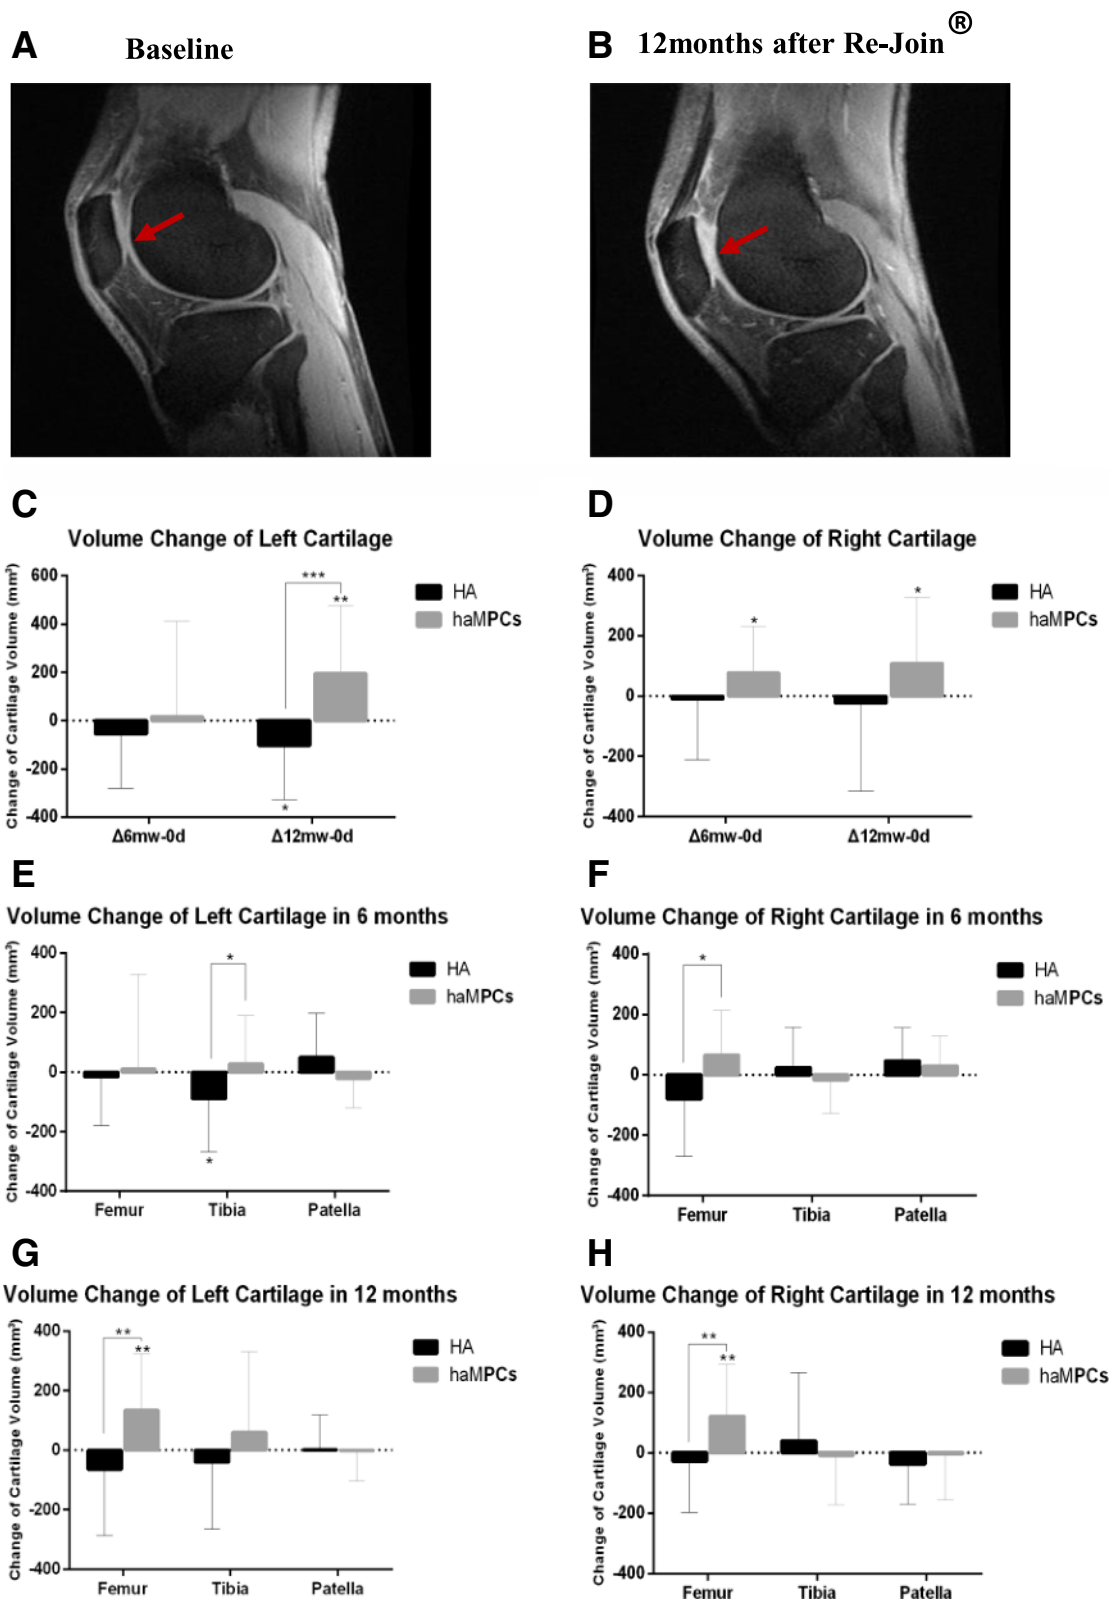 A Baseline
B 12months after Re-Join®
C
Volume Change of Left Cartilage
Change of Cartilage Volume (mm³)
600
400
200
0
-200
-400
***
**
*
HA
haMPCs
Δ6mw-0d Δ12mw-0d
D
Volume Change of Right Cartilage
Change of Cartilage Volume (mm³)
400
200
0
-200
-400
*
*
HA
haMPCs
Δ6mw-0d Δ12mw-0d
E
Volume Change of Left Cartilage in 6 months
Change of Cartilage Volume (mm³)
400
200
0
-200
-400
*
*
HA
haMPCs
Femur Tibia Patella
F
Volume Change of Right Cartilage in 6 months
Change of Cartilage Volume (mm³)
400
200
0
-200
-400
*
HA
haMPCs
Femur Tibia Patella
G
Volume Change of Left Cartilage in 12 months
Change of Cartilage Volume (mm³)
400
200
0
-200
-400
**
**
HA
haMPCs
Femur Tibia Patella
H
Volume Change of Right Cartilage in 12 months
Change of Cartilage Volume (mm³)
400
200
0
-200
-400
**
**
HA
haMPCs
Femur Tibia Patella